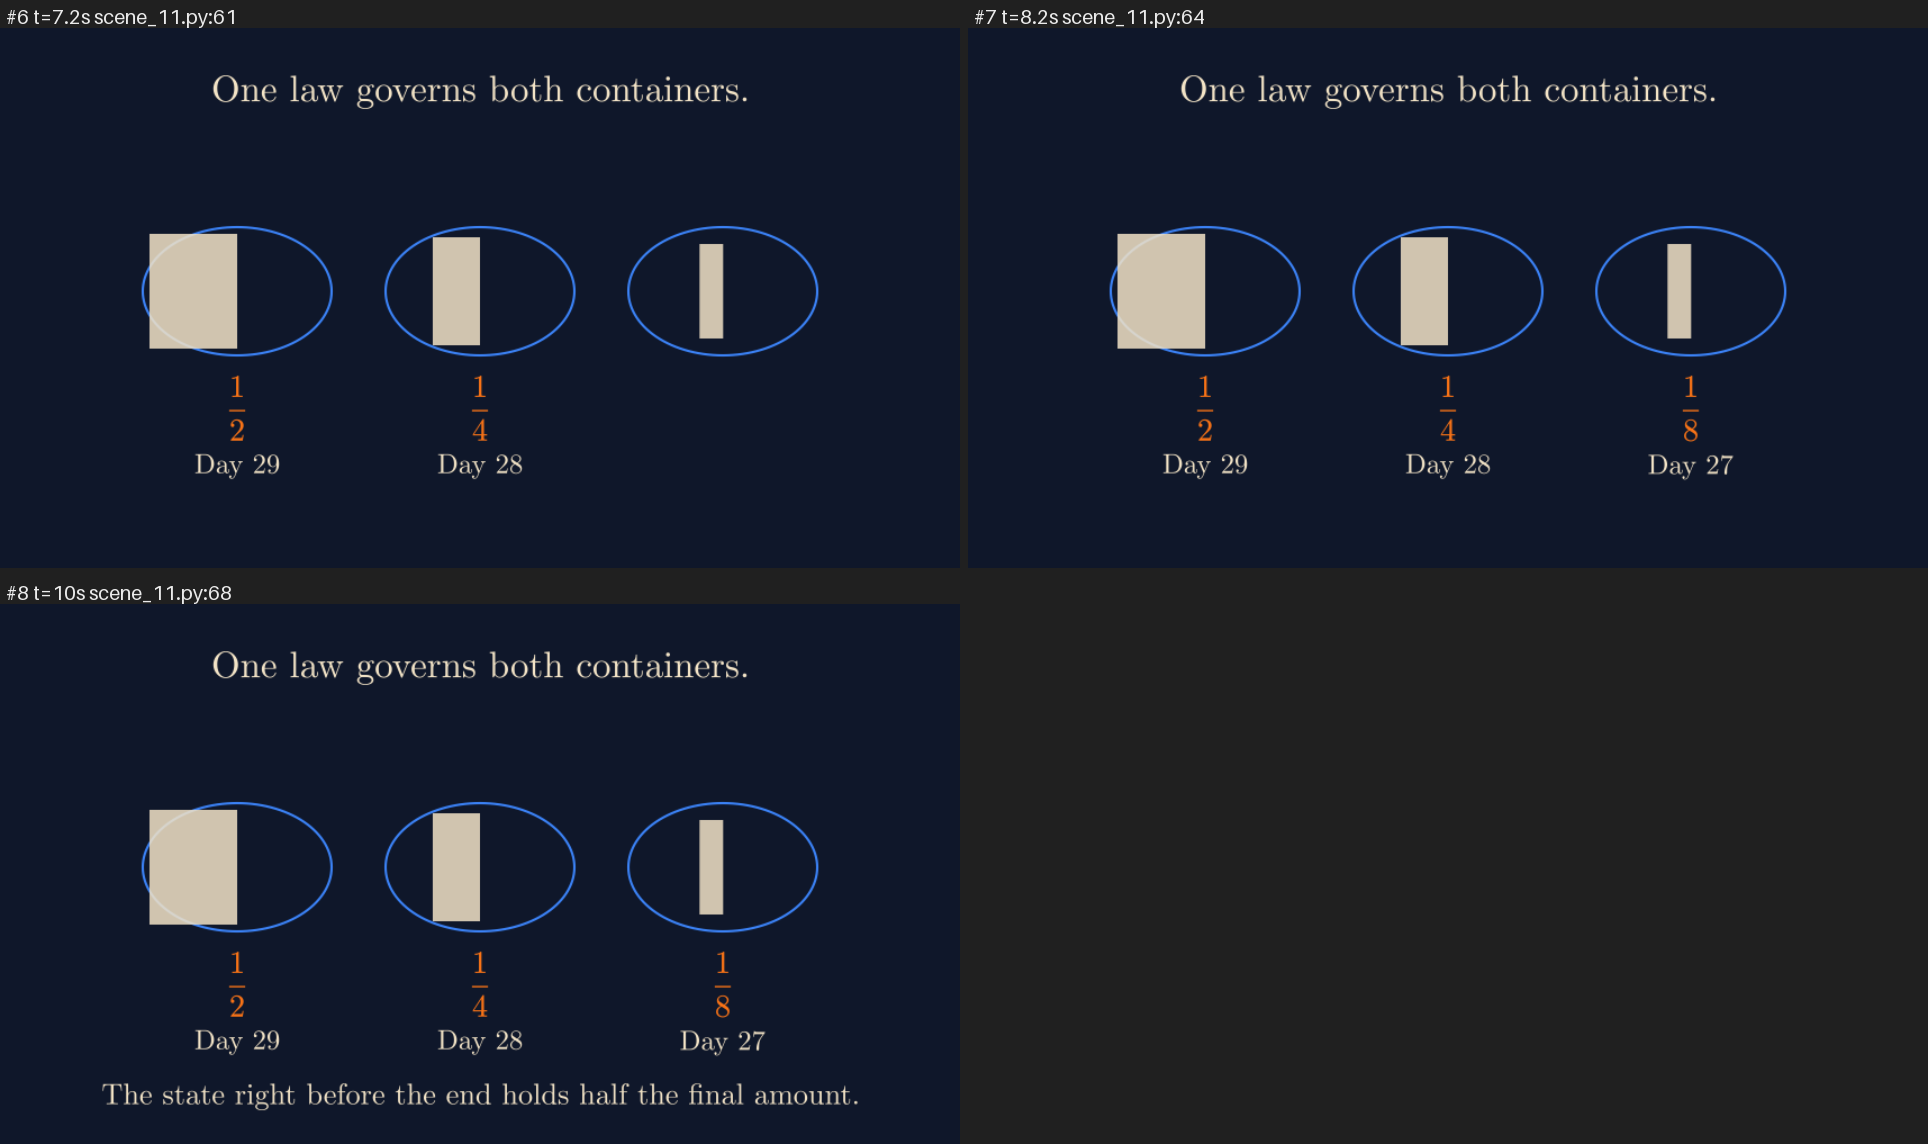 #6 t=7.2s scene_11.py:61
One law governs both containers.
1/2
1/4
Day 29
Day 28
#7 t=8.2s scene_11.py:64
One law governs both containers.
1/2
1/4
1/8
Day 29
Day 28
Day 27
#8 t=10s scene_11.py:68
One law governs both containers.
1/2
1/4
1/8
Day 29
Day 28
Day 27
The state right before the end holds half the final amount.